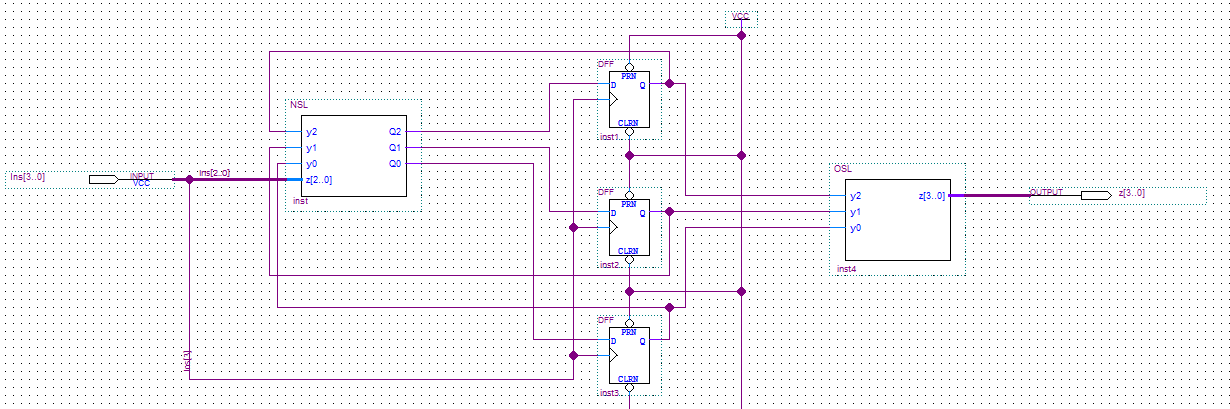 VCC
DFF
PRN
D Q
CLRN
inst1
NSL
y2 Q2
y1 Q1
y0 Q0
z[2..0]
inst
Ins[3..0] INPUT
VCC
Ins[2..0]
DFF
PRN
D Q
CLRN
inst2
OSL
y2 z[3..0]
y1
y0
inst4
OUTPUT z[3..0]
Ins[3]
DFF
PRN
D Q
CLRN
inst3